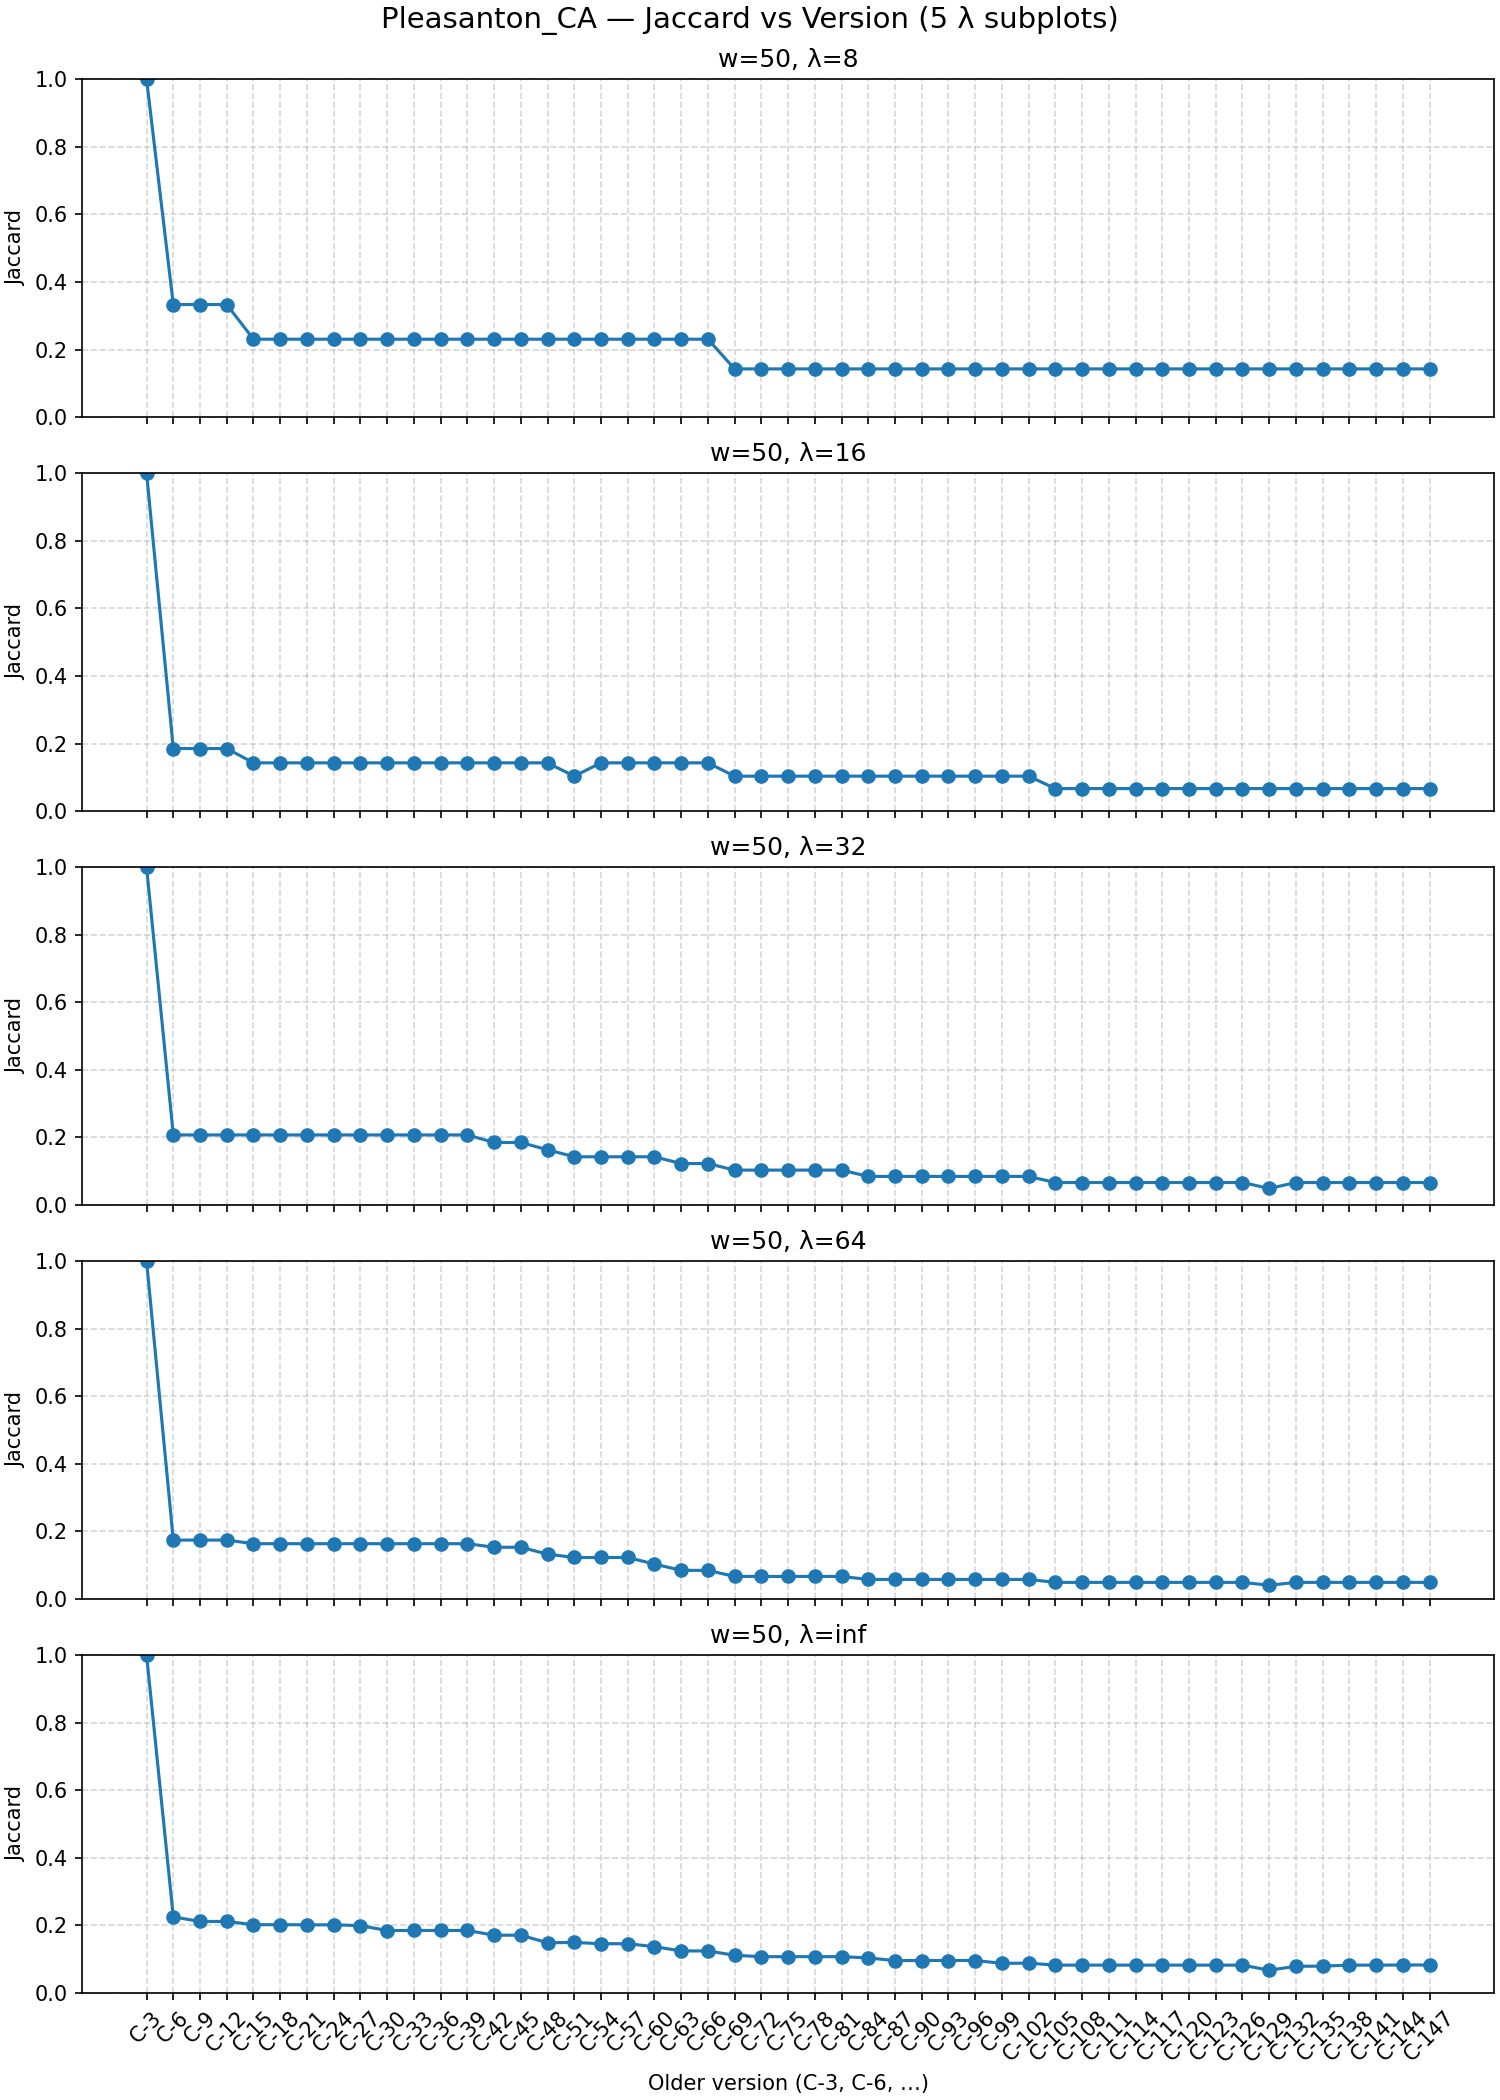 Pleasanton_CA — Jaccard vs Version (5 λ subplots)
w=50, λ=8
1.0
0.8
0.6
0.4
0.2
0.0
Jaccard
w=50, λ=16
1.0
0.8
0.6
0.4
0.2
0.0
Jaccard
w=50, λ=32
1.0
0.8
0.6
0.4
0.2
0.0
Jaccard
w=50, λ=64
1.0
0.8
0.6
0.4
0.2
0.0
Jaccard
w=50, λ=inf
1.0
0.8
0.6
0.4
0.2
0.0
Jaccard
C-3
C-6
C-9
C-12
C-15
C-18
C-21
C-24
C-27
C-30
C-33
C-36
C-39
C-42
C-45
C-48
C-51
C-54
C-57
C-60
C-63
C-66
C-69
C-72
C-75
C-78
C-81
C-84
C-87
C-90
C-93
C-96
C-99
C-102
C-105
C-108
C-111
C-114
C-117
C-120
C-123
C-126
C-129
C-132
C-135
C-138
C-141
C-144
C-147
Older version (C-3, C-6, ...)